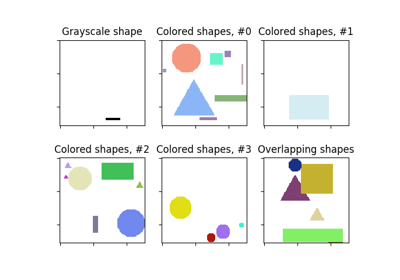 Grayscale shape
Colored shapes, #0
Colored shapes, #1
Colored shapes, #2
Colored shapes, #3
Overlapping shapes